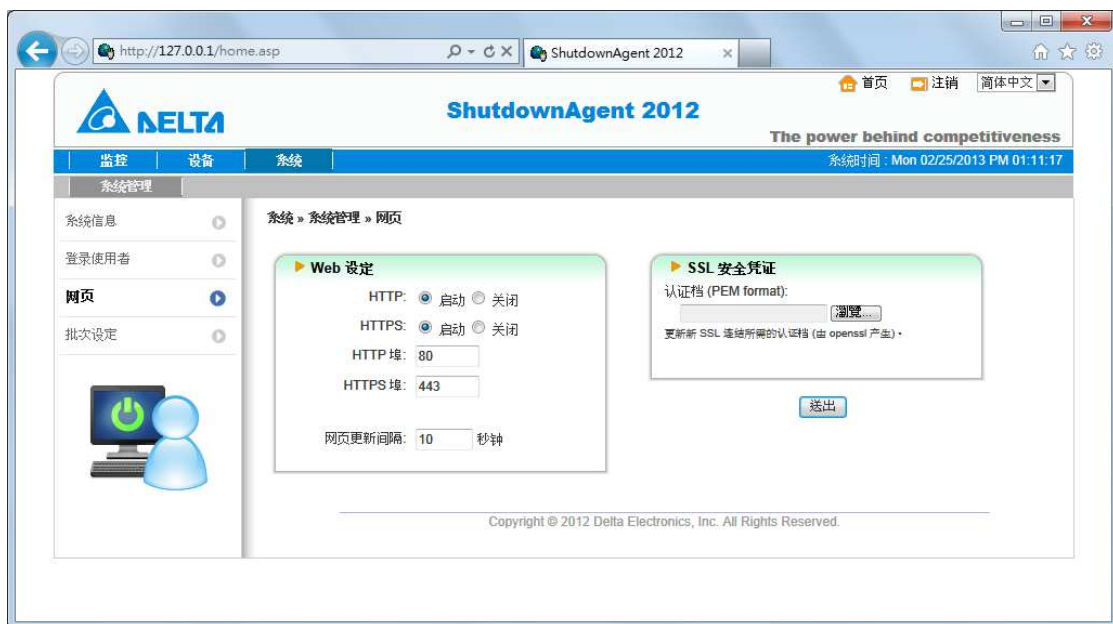 http://127.0.0.1/home.asp
ShutdownAgent 2012
首页 注销 简体中文
DELTA
ShutdownAgent 2012
The power behind competitiveness
监控 设备 系统
系统时间 : Mon 02/25/2013 PM 01:11:17
系统管理
系统信息
登录使用者
网页
批次设定
系统 » 系统管理 » 网页
Web 设定
HTTP: 启动 关闭
HTTPS: 启动 关闭
HTTP 埠: 80
HTTPS 埠: 443
网页更新间隔: 10 秒钟
SSL 安全凭证
认证档 (PEM format):
瀏覽...
更新新 SSL 连结所需的认证档 (由 openssl 产生)。
送出
Copyright © 2012 Delta Electronics, Inc. All Rights Reserved.